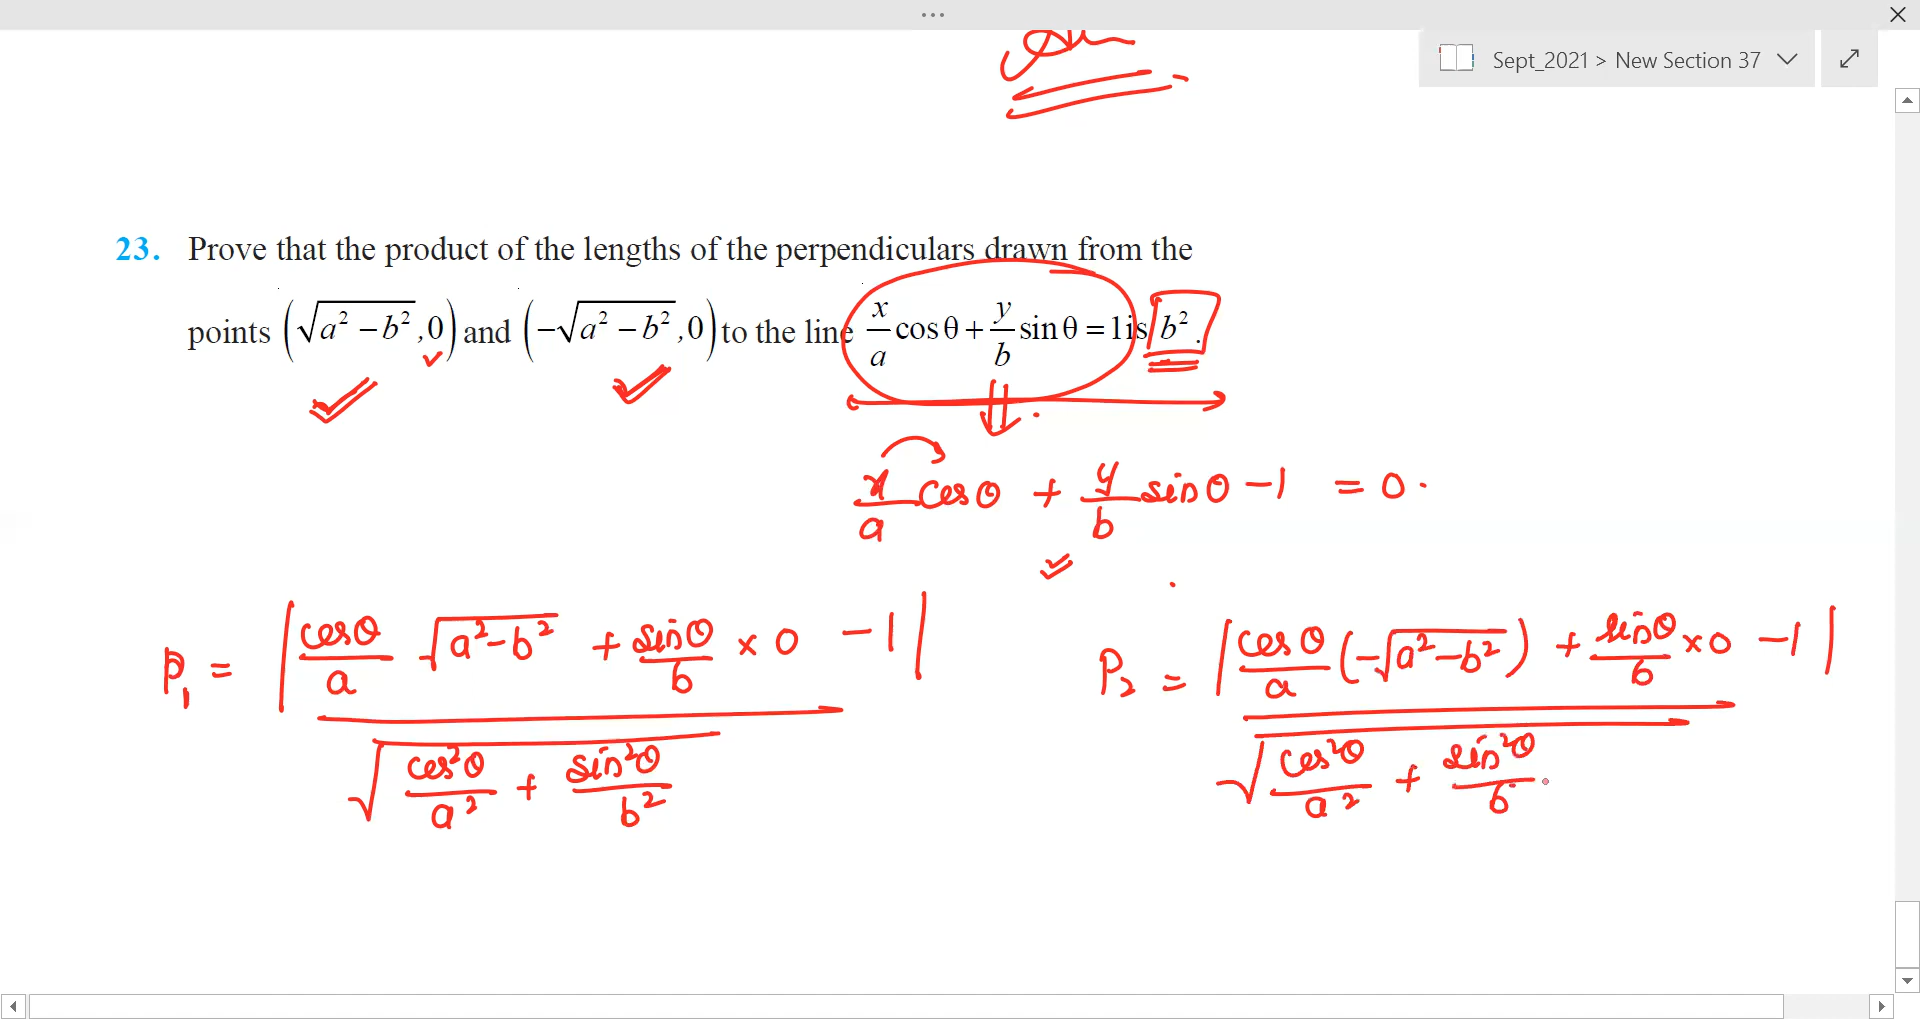 Sept_2021 > New Section 37
23. Prove that the product of the lengths of the perpendiculars drawn from the
points (√(a² − b²), 0) and (−√(a² − b²), 0) to the line x/a cos θ + y/b sin θ = 1 is b².
x/a cos θ + y/b sin θ − 1 = 0.
P₁ = |cos θ/a √(a²−b²) + sin θ/b × 0 − 1| / √(cos²θ/a² + sin²θ/b²)
P₂ = |cos θ/a (−√(a²−b²)) + sin θ/b × 0 − 1| / √(cos²θ/a² + sin²θ/b)